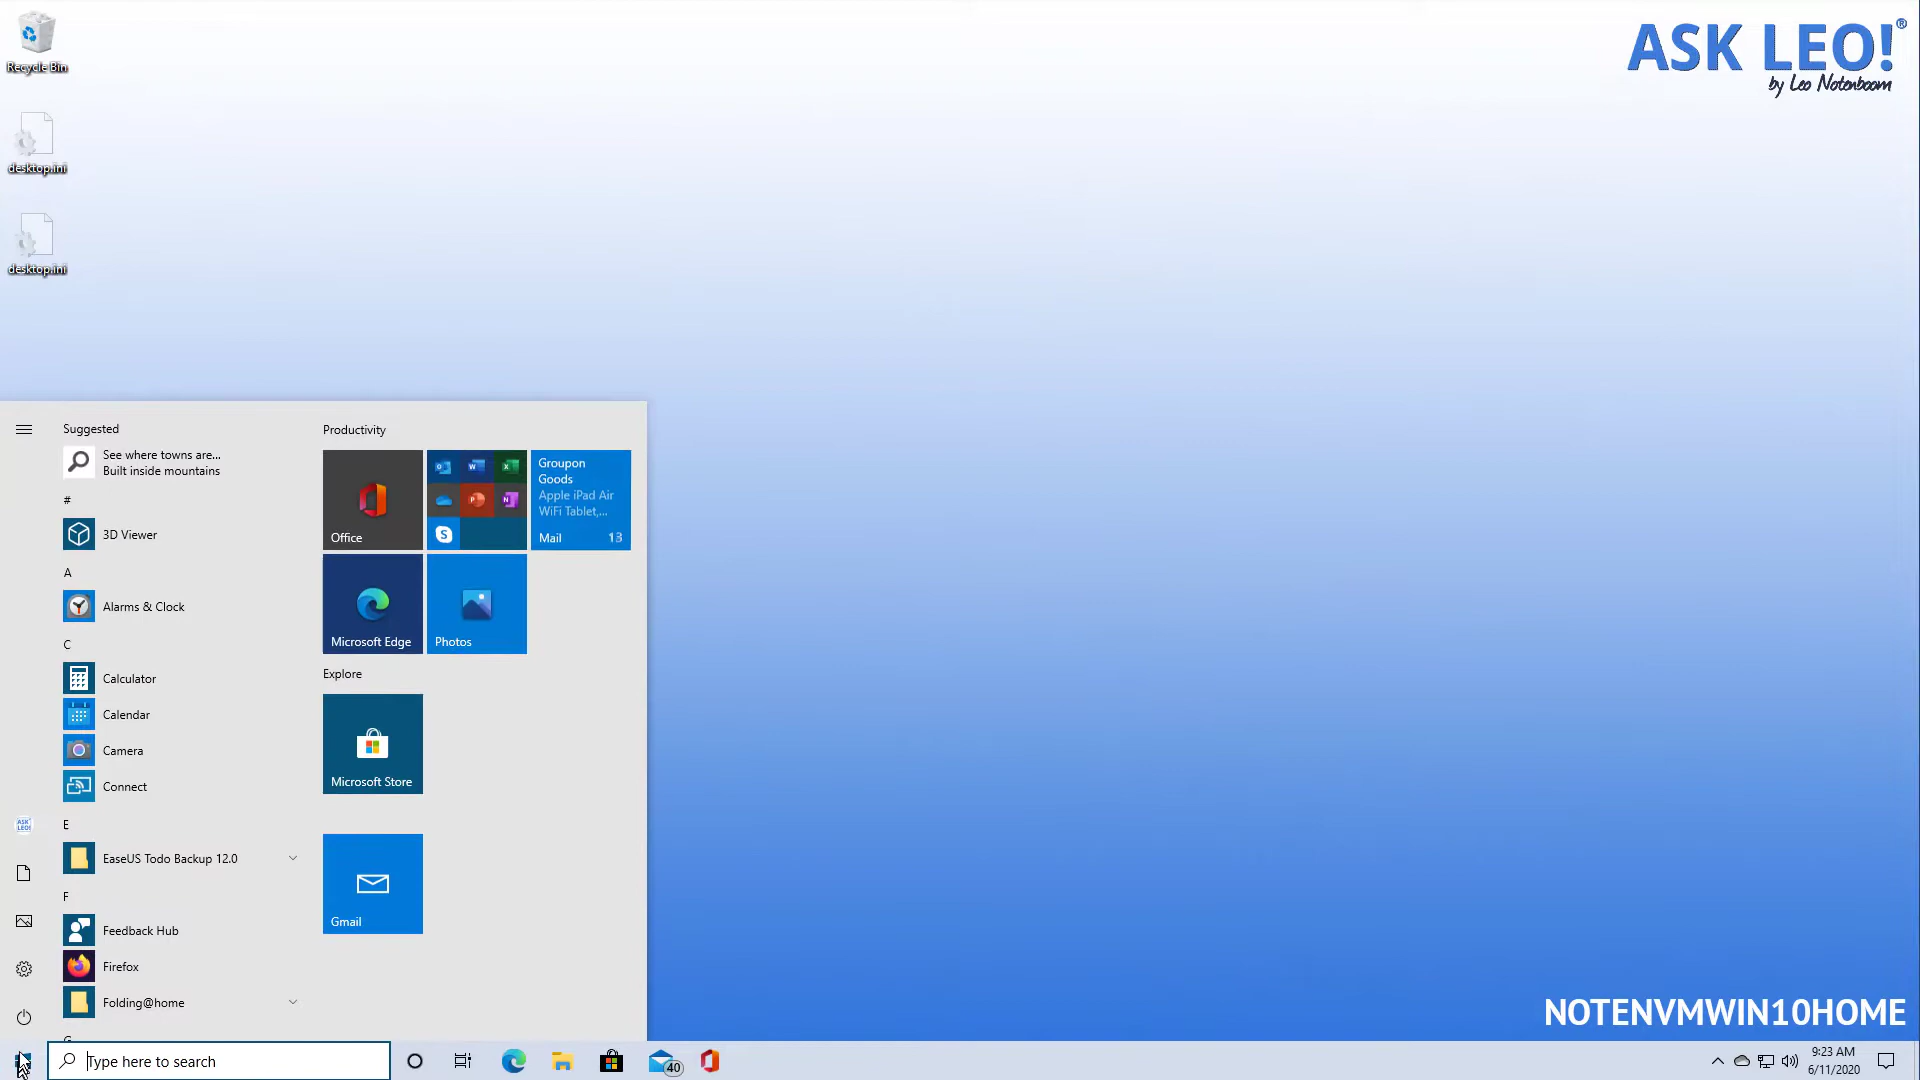 Recycle Bin
desktop.ini
desktop.ini
ASK LEO!®
by Leo Notenboom
Suggested
See where towns are...
Built inside mountains
#
3D Viewer
A
Alarms & Clock
C
Calculator
Calendar
Camera
Connect
E
EaseUS Todo Backup 12.0
F
Feedback Hub
Firefox
Folding@home
Productivity
Office
Groupon
Goods
Apple iPad Air
WiFi Tablet,...
Mail 13
Microsoft Edge
Photos
Explore
Microsoft Store
Gmail
ASK
LEO!
NOTENVMWIN10HOME
Type here to search
40
9:23 AM
6/11/2020